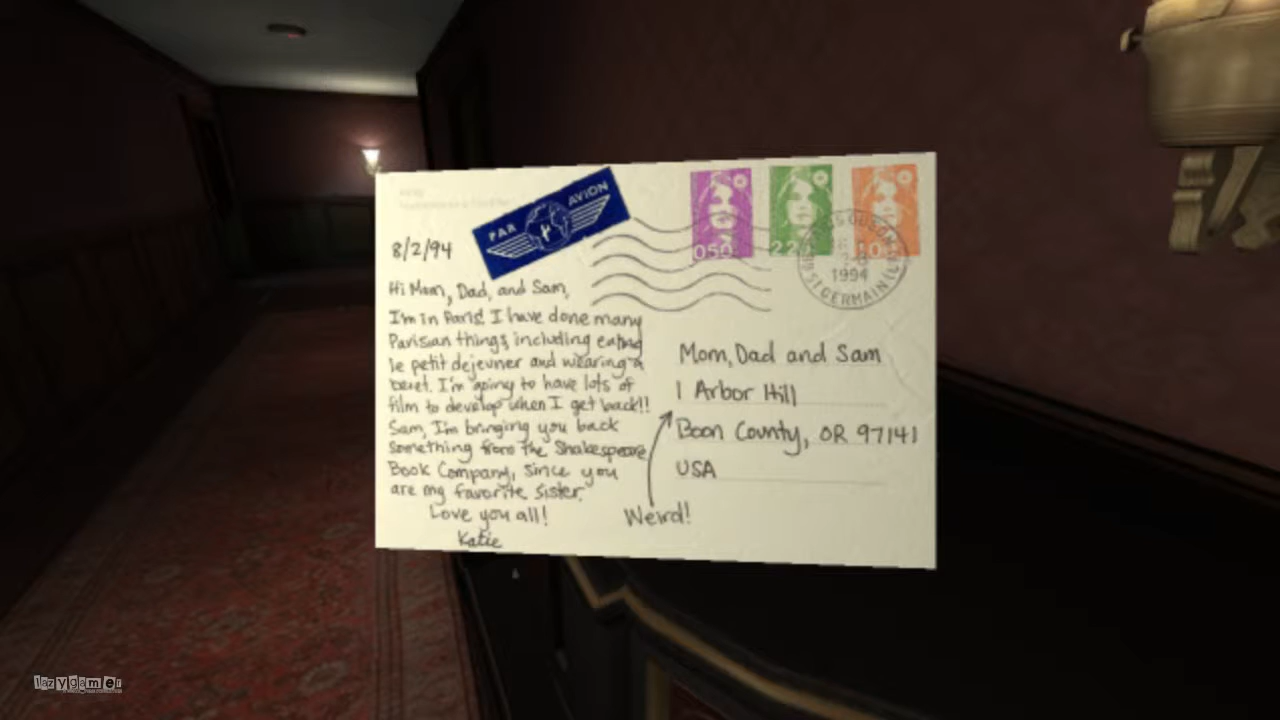 PAR AVION
050
2.20
1.0
1994
ST GERMAIN
8/2/94
Hi Mom, Dad, and Sam,
I'm in Paris! I have done many
Parisian things, including eating
le petit dejeuner and wearing a
beret. I'm going to have lots of
film to develop when I get back!!
Sam, I'm bringing you back
something from the Shakespeare
Book Company, since you
are my favorite sister.
Love you all!
Katie
Mom, Dad and Sam
1 Arbor Hill
Boon County, OR 97141
USA
Weird!
lazygamer